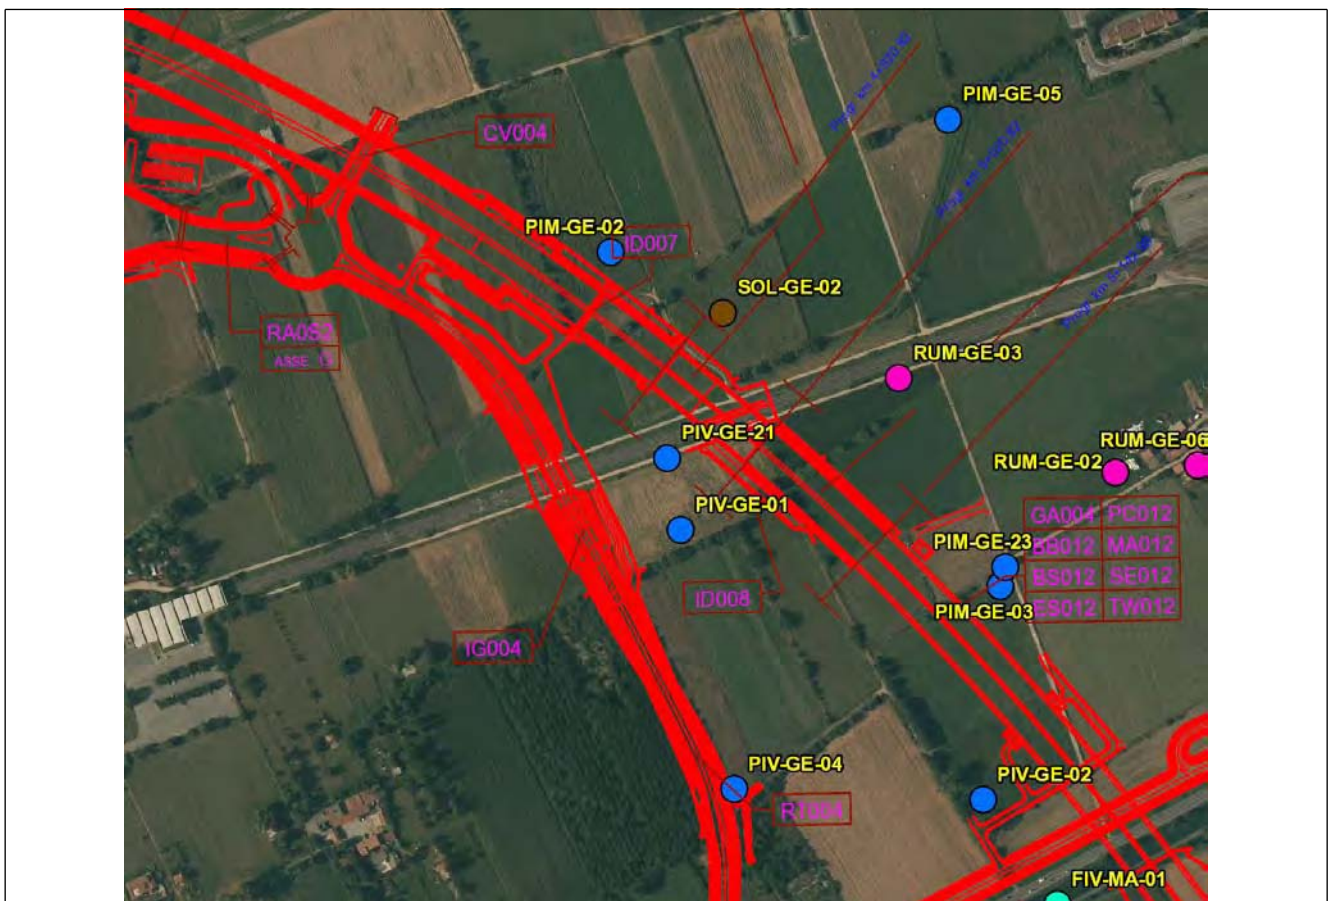 PIM-GE-05
CV004
PIM-GE-02
ID007
SOL-GE-02
RA0S2
ASSE
RUM-GE-03
PIV-GE-21
RUM-GE-06
RUM-GE-02
PIV-GE-01
GA004 PC012
PIM-GE-23
BB012 MA012
BS012 SE012
ID008
PIM-GE-03
ES012 TW012
IG004
PIV-GE-04
PIV-GE-02
FIV-MA-01